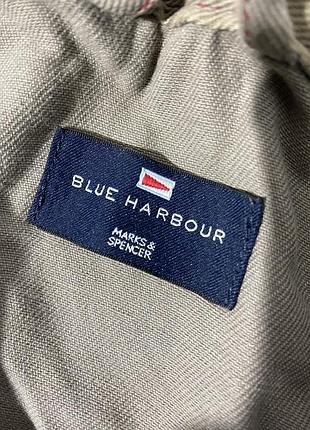 BLUE HARBOUR
MARKS &
SPENCER